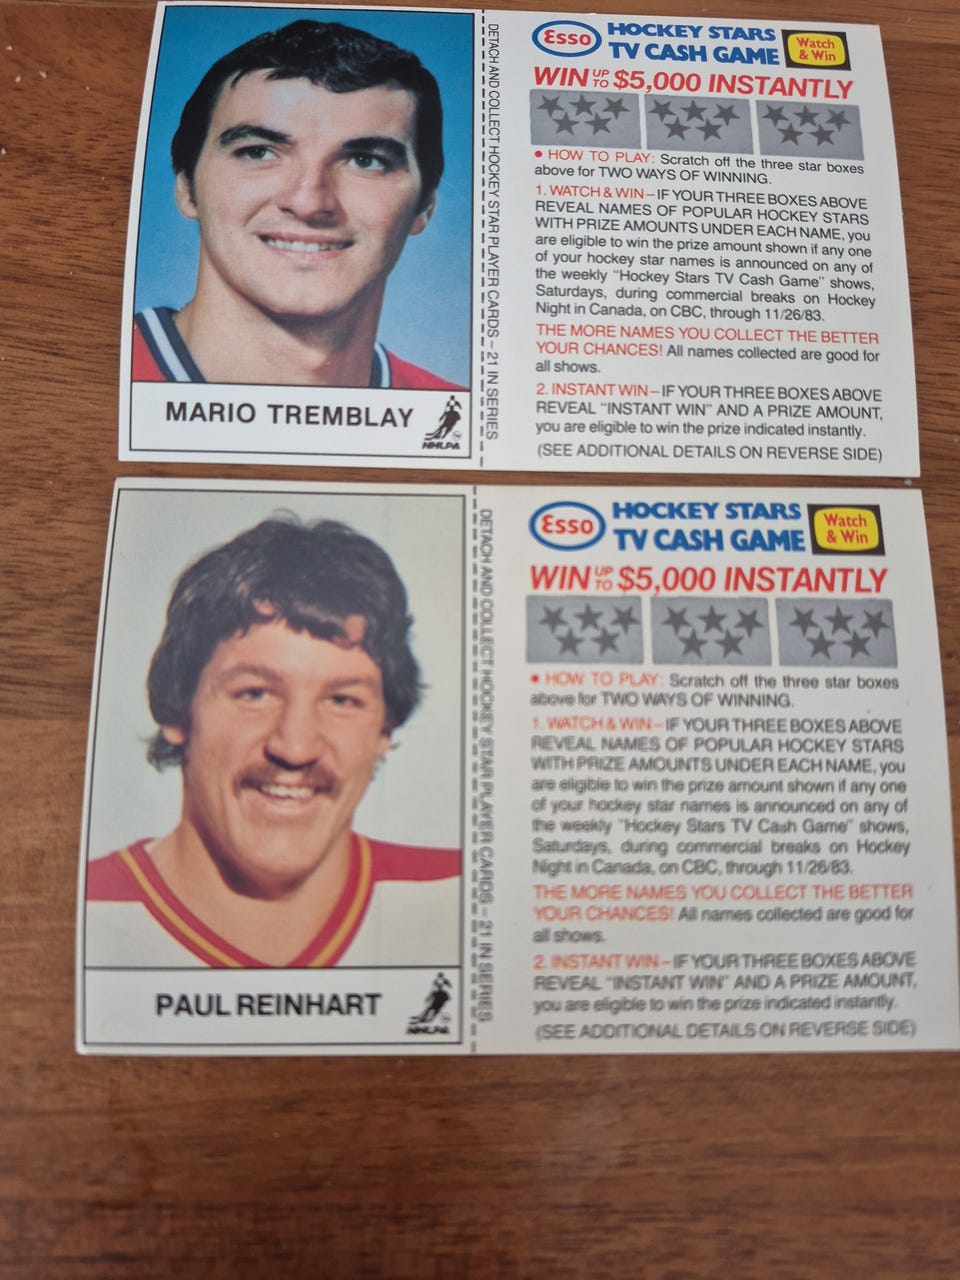 MARIO TREMBLAY
NHLPA
DETACH AND COLLECT HOCKEY STAR PLAYER CARDS – 21 IN SERIES
Esso
HOCKEY STARS
TV CASH GAME
Watch
& Win
WIN UP TO $5,000 INSTANTLY
• HOW TO PLAY: Scratch off the three star boxes
above for TWO WAYS OF WINNING.
1. WATCH & WIN – IF YOUR THREE BOXES ABOVE
REVEAL NAMES OF POPULAR HOCKEY STARS
WITH PRIZE AMOUNTS UNDER EACH NAME, you
are eligible to win the prize amount shown if any one
of your hockey star names is announced on any of
the weekly "Hockey Stars TV Cash Game" shows,
Saturdays, during commercial breaks on Hockey
Night in Canada, on CBC, through 11/26/83.
THE MORE NAMES YOU COLLECT THE BETTER
YOUR CHANCES! All names collected are good for
all shows.
2. INSTANT WIN – IF YOUR THREE BOXES ABOVE
REVEAL "INSTANT WIN" AND A PRIZE AMOUNT,
you are eligible to win the prize indicated instantly.
(SEE ADDITIONAL DETAILS ON REVERSE SIDE)
PAUL REINHART
NHLPA
DETACH AND COLLECT HOCKEY STAR PLAYER CARDS – 21 IN SERIES
Esso
HOCKEY STARS
TV CASH GAME
Watch
& Win
WIN UP TO $5,000 INSTANTLY
• HOW TO PLAY: Scratch off the three star boxes
above for TWO WAYS OF WINNING.
1. WATCH & WIN – IF YOUR THREE BOXES ABOVE
REVEAL NAMES OF POPULAR HOCKEY STARS
WITH PRIZE AMOUNTS UNDER EACH NAME, you
are eligible to win the prize amount shown if any one
of your hockey star names is announced on any of
the weekly "Hockey Stars TV Cash Game" shows,
Saturdays, during commercial breaks on Hockey
Night in Canada, on CBC, through 11/26/83.
THE MORE NAMES YOU COLLECT THE BETTER
YOUR CHANCES! All names collected are good for
all shows.
2. INSTANT WIN – IF YOUR THREE BOXES ABOVE
REVEAL "INSTANT WIN" AND A PRIZE AMOUNT,
you are eligible to win the prize indicated instantly.
(SEE ADDITIONAL DETAILS ON REVERSE SIDE)